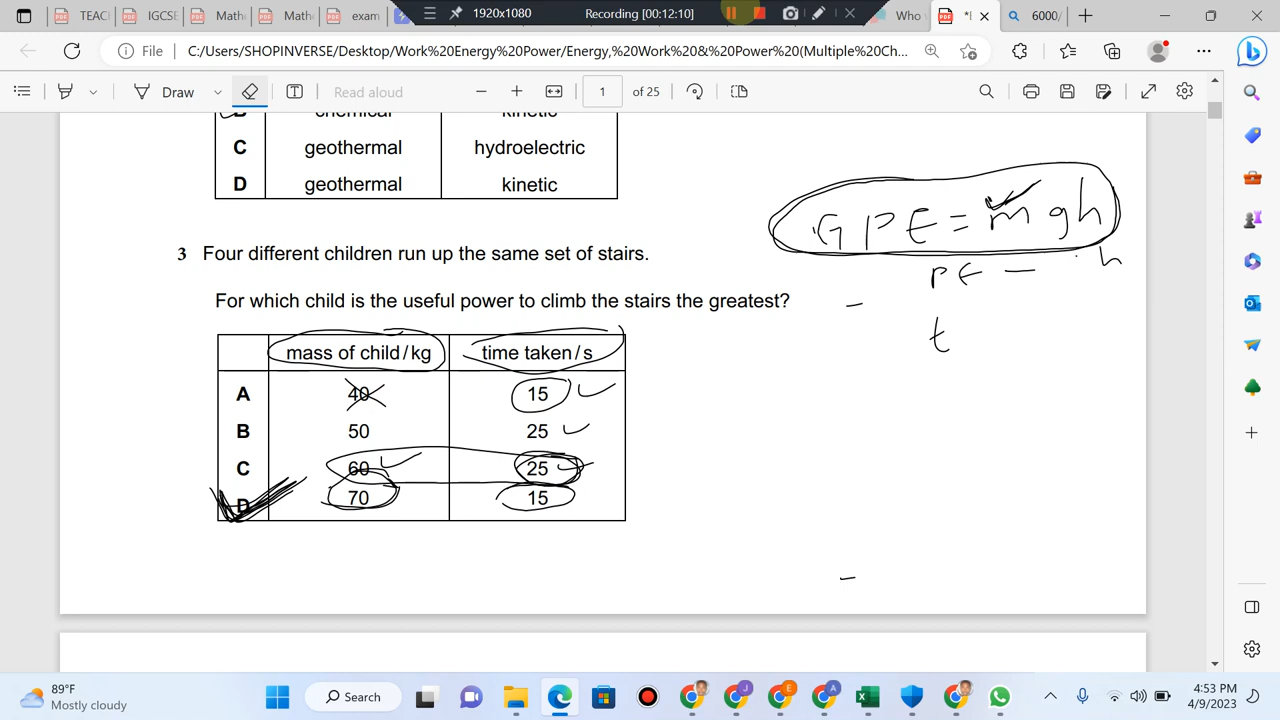 TEAC
IGCSE
Math
mathe
exam
1920x1080
Recording [00:12:10]
Who v
*
6000/
File
C:/Users/SHOPINVERSE/Desktop/Work%20Energy%20Power/Energy,%20Work%20&%20Power%20(Multiple%20Ch...
Draw
Read aloud
1
of 25
chemical kinetic
C geothermal hydroelectric
D geothermal kinetic
GPE = mgh
PE — h
3 Four different children run up the same set of stairs.
For which child is the useful power to climb the stairs the greatest?
t
mass of child / kg time taken / s
A 40 15
B 50 25
C 60 25
D 70 15
89°F
Mostly cloudy
Search
J
E
A
4:53 PM
4/9/2023